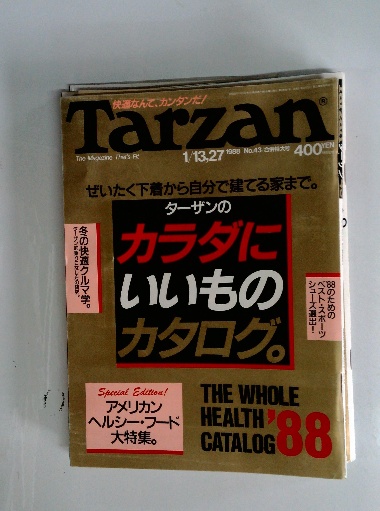 快適なんて、カンタンだ!
Tarzan®
The Magazine That's Fit
1/13,27 1988 No.43 合併特大号 400YEN
ぜいたく下着から自分で建てる家まで。
ターザンの
カラダに
いいもの
カタログ。
冬の快適クルマ学。
'88のための
ベスト・スポーツ
シューズ選出!
Special Edition!
アメリカン
ヘルシー・フード
大特集。
THE WHOLE
HEALTH
CATALOG '88